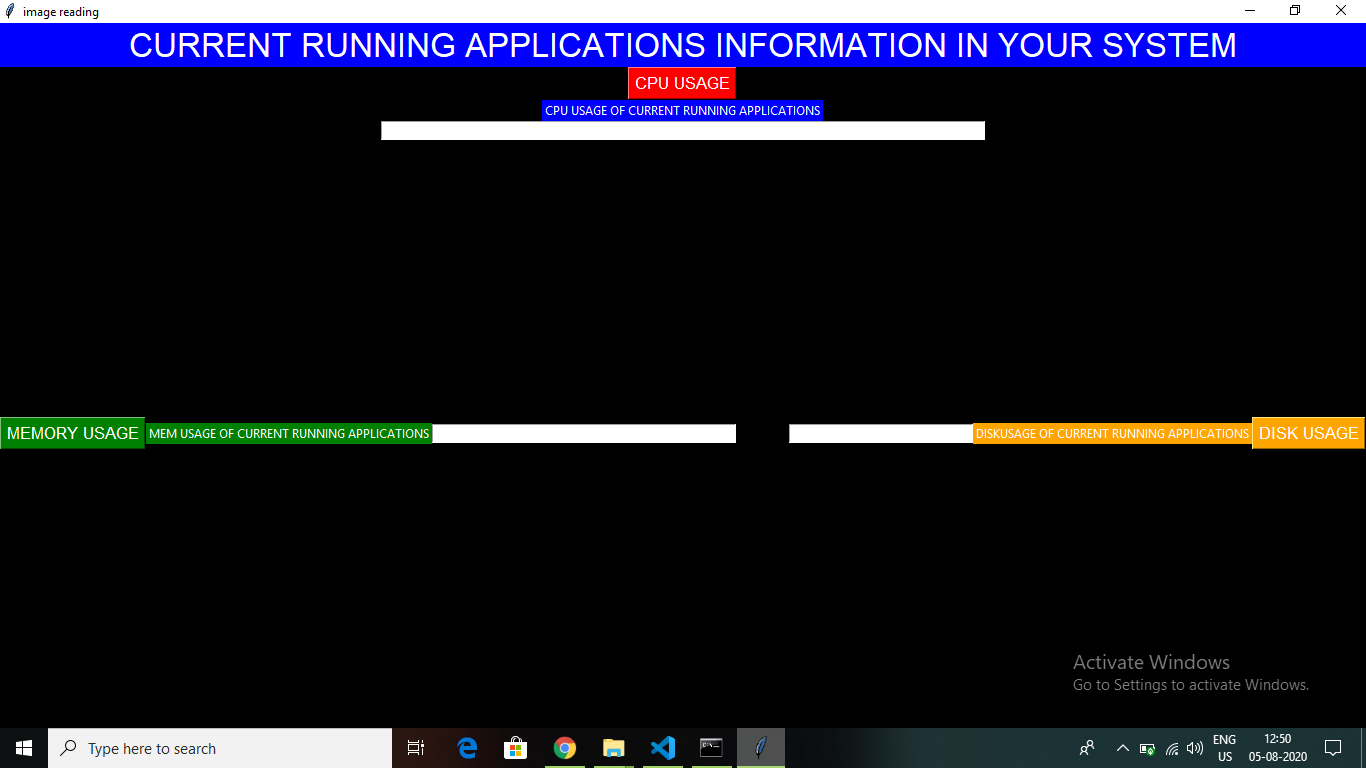 image reading
CURRENT RUNNING APPLICATIONS INFORMATION IN YOUR SYSTEM
CPU USAGE
CPU USAGE OF CURRENT RUNNING APPLICATIONS
MEMORY USAGE MEM USAGE OF CURRENT RUNNING APPLICATIONS DISKUSAGE OF CURRENT RUNNING APPLICATIONS DISK USAGE
Activate Windows
Go to Settings to activate Windows.
Type here to search
ENG
US
12:50
05-08-2020